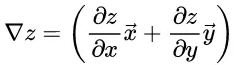 ∇z = (∂z/∂x x⃗ + ∂z/∂y y⃗)